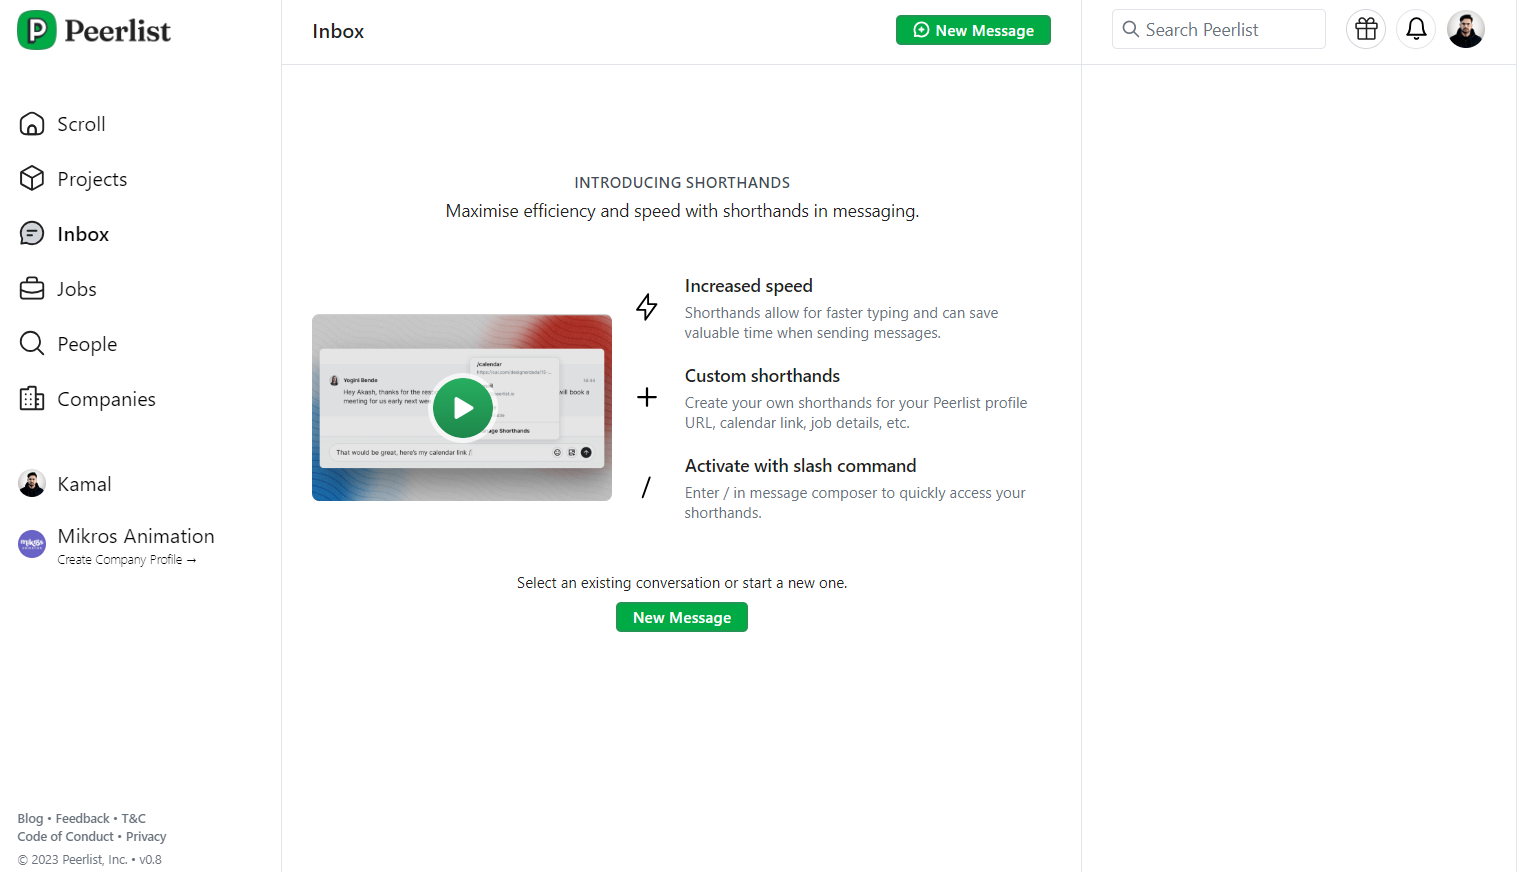 Peerlist
Inbox
New Message
Search Peerlist
Scroll
Projects
Inbox
Jobs
People
Companies
Kamal
mikros
Mikros Animation
Create Company Profile →
INTRODUCING SHORTHANDS
Maximise efficiency and speed with shorthands in messaging.
/calendar
Yogini Bende
Hey Akash, thanks for the
will book a
meeting for us early next
Shorthands
That would be great, here's my calendar link /
Increased speed
Shorthands allow for faster typing and can save
valuable time when sending messages.
Custom shorthands
Create your own shorthands for your Peerlist profile
URL, calendar link, job details, etc.
/
Activate with slash command
Enter / in message composer to quickly access your
shorthands.
Select an existing conversation or start a new one.
New Message
Blog • Feedback • T&C
Code of Conduct • Privacy
© 2023 Peerlist, Inc. • v0.8